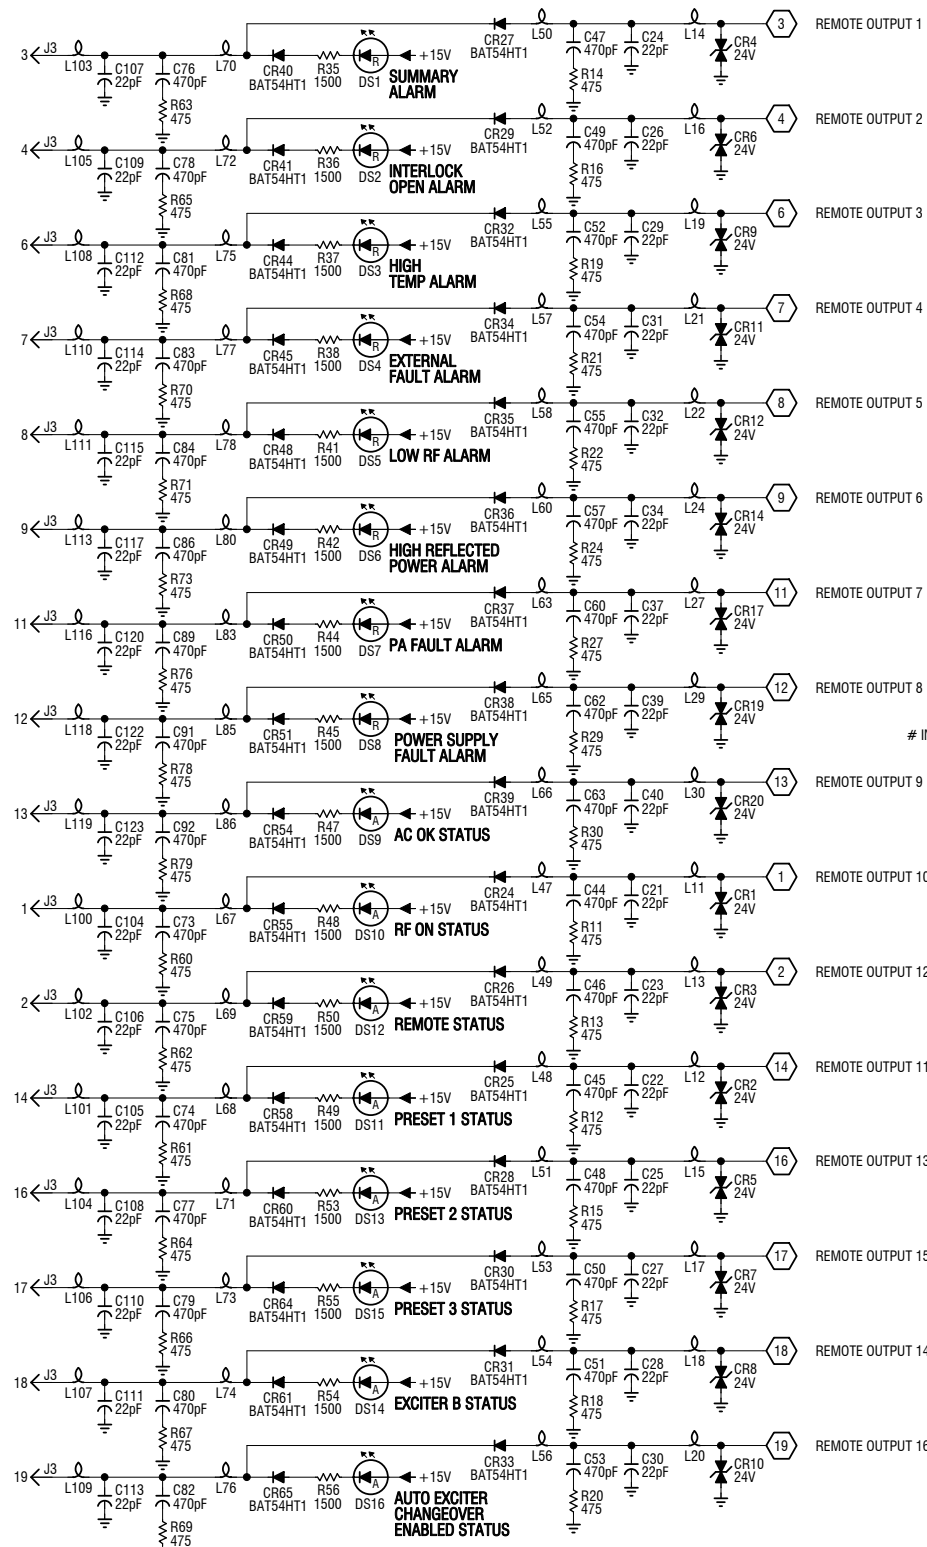 3 J3 L103 C107 22pF C76 470pF R63 475 L70
CR40 BAT54HT1 R35 1500 DS1 R +15V
SUMMARY
ALARM
CR27 BAT54HT1 L50 C47 470pF R14 475 C24 22pF L14 CR4 24V 3 REMOTE OUTPUT 1
4 J3 L105 C109 22pF C78 470pF R65 475 L72
CR41 BAT54HT1 R36 1500 DS2 R +15V
INTERLOCK
OPEN ALARM
CR29 BAT54HT1 L52 C49 470pF R16 475 C26 22pF L16 CR6 24V 4 REMOTE OUTPUT 2
6 J3 L108 C112 22pF C81 470pF R68 475 L75
CR44 BAT54HT1 R37 1500 DS3 R +15V
HIGH
TEMP ALARM
CR32 BAT54HT1 L55 C52 470pF R19 475 C29 22pF L19 CR9 24V 6 REMOTE OUTPUT 3
7 J3 L110 C114 22pF C83 470pF R70 475 L77
CR45 BAT54HT1 R38 1500 DS4 R +15V
EXTERNAL
FAULT ALARM
CR34 BAT54HT1 L57 C54 470pF R21 475 C31 22pF L21 CR11 24V 7 REMOTE OUTPUT 4
8 J3 L111 C115 22pF C84 470pF R71 475 L78
CR48 BAT54HT1 R41 1500 DS5 R +15V
LOW RF ALARM
CR35 BAT54HT1 L58 C55 470pF R22 475 C32 22pF L22 CR12 24V 8 REMOTE OUTPUT 5
9 J3 L113 C117 22pF C86 470pF R73 475 L80
CR49 BAT54HT1 R42 1500 DS6 R +15V
HIGH REFLECTED
POWER ALARM
CR36 BAT54HT1 L60 C57 470pF R24 475 C34 22pF L24 CR14 24V 9 REMOTE OUTPUT 6
11 J3 L116 C120 22pF C89 470pF R76 475 L83
CR50 BAT54HT1 R44 1500 DS7 R +15V
PA FAULT ALARM
CR37 BAT54HT1 L63 C60 470pF R27 475 C37 22pF L27 CR17 24V 11 REMOTE OUTPUT 7
12 J3 L118 C122 22pF C91 470pF R78 475 L85
CR51 BAT54HT1 R45 1500 DS8 R +15V
POWER SUPPLY
FAULT ALARM
CR38 BAT54HT1 L65 C62 470pF R29 475 C39 22pF L29 CR19 24V 12 REMOTE OUTPUT 8
# I
13 J3 L119 C123 22pF C92 470pF R79 475 L86
CR54 BAT54HT1 R47 1500 DS9 A +15V
AC OK STATUS
CR39 BAT54HT1 L66 C63 470pF R30 475 C40 22pF L30 CR20 24V 13 REMOTE OUTPUT 9
1 J3 L100 C104 22pF C73 470pF R60 475 L67
CR55 BAT54HT1 R48 1500 DS10 A +15V
RF ON STATUS
CR24 BAT54HT1 L47 C44 470pF R11 475 C21 22pF L11 CR1 24V 1 REMOTE OUTPUT 10
2 J3 L102 C106 22pF C75 470pF R62 475 L69
CR59 BAT54HT1 R50 1500 DS12 A +15V
REMOTE STATUS
CR26 BAT54HT1 L49 C46 470pF R13 475 C23 22pF L13 CR3 24V 2 REMOTE OUTPUT 12
14 J3 L101 C105 22pF C74 470pF R61 475 L68
CR58 BAT54HT1 R49 1500 DS11 A +15V
PRESET 1 STATUS
CR25 BAT54HT1 L48 C45 470pF R12 475 C22 22pF L12 CR2 24V 14 REMOTE OUTPUT 11
16 J3 L104 C108 22pF C77 470pF R64 475 L71
CR60 BAT54HT1 R53 1500 DS13 A +15V
PRESET 2 STATUS
CR28 BAT54HT1 L51 C48 470pF R15 475 C25 22pF L15 CR5 24V 16 REMOTE OUTPUT 13
17 J3 L106 C110 22pF C79 470pF R66 475 L73
CR64 BAT54HT1 R55 1500 DS15 A +15V
PRESET 3 STATUS
CR30 BAT54HT1 L53 C50 470pF R17 475 C27 22pF L17 CR7 24V 17 REMOTE OUTPUT 15
18 J3 L107 C111 22pF C80 470pF R67 475 L74
CR61 BAT54HT1 R54 1500 DS14 A +15V
EXCITER B STATUS
CR31 BAT54HT1 L54 C51 470pF R18 475 C28 22pF L18 CR8 24V 18 REMOTE OUTPUT 14
19 J3 L109 C113 22pF C82 470pF R69 475 L76
CR65 BAT54HT1 R56 1500 DS16 A +15V
AUTO EXCITER
CHANGEOVER
ENABLED STATUS
CR33 BAT54HT1 L56 C53 470pF R20 475 C30 22pF L20 CR10 24V 19 REMOTE OUTPUT 16